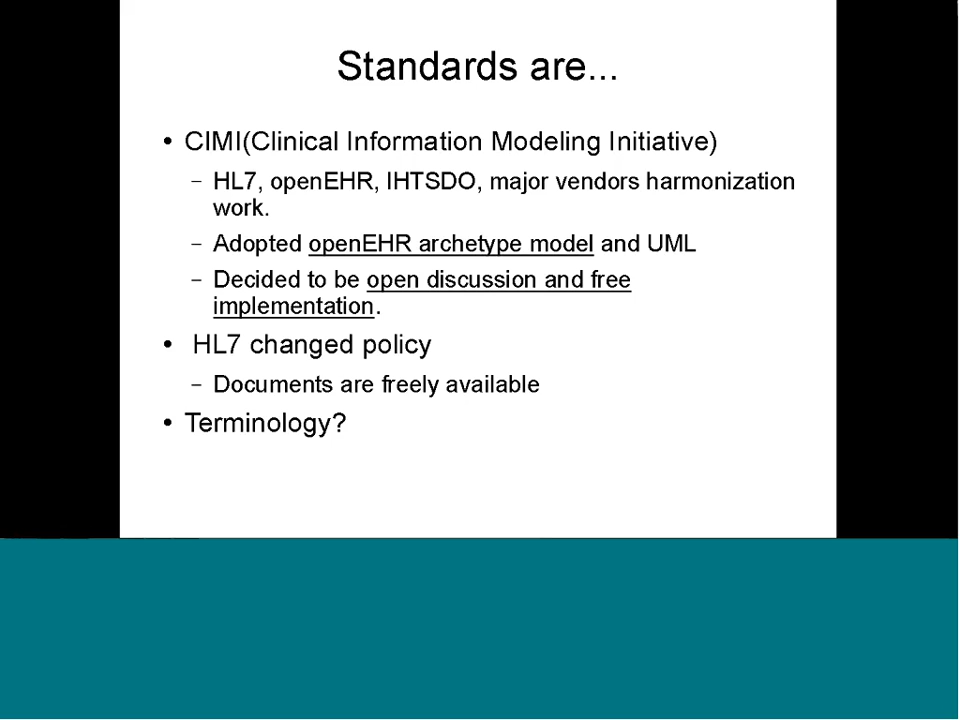 Standards are...
• CIMI(Clinical Information Modeling Initiative)
– HL7, openEHR, IHTSDO, major vendors harmonization
work.
– Adopted openEHR archetype model and UML
– Decided to be open discussion and free
implementation.
• HL7 changed policy
– Documents are freely available
• Terminology?